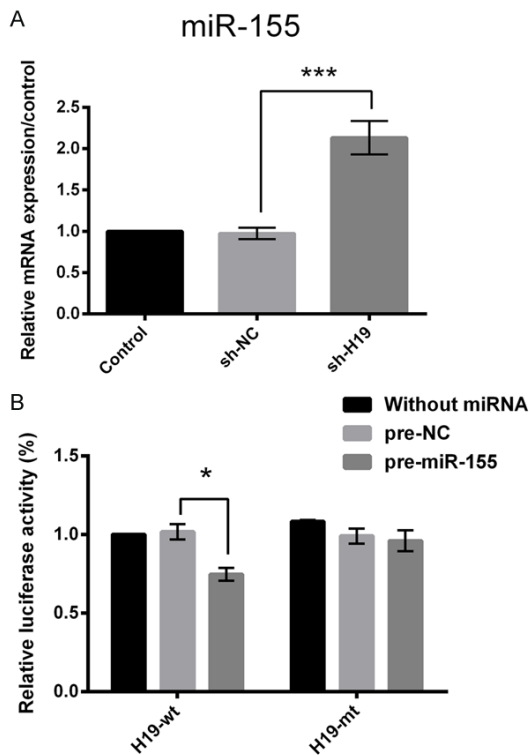 A
miR-155
***
Relative mRNA expression/control
2.5
2.0
1.5
1.0
0.5
0.0
Control
sh-NC
sh-H19
B
Without miRNA
pre-NC
pre-miR-155
*
Relative luciferase activity (%)
1.5
1.0
0.5
0.0
H19-wt
H19-mt